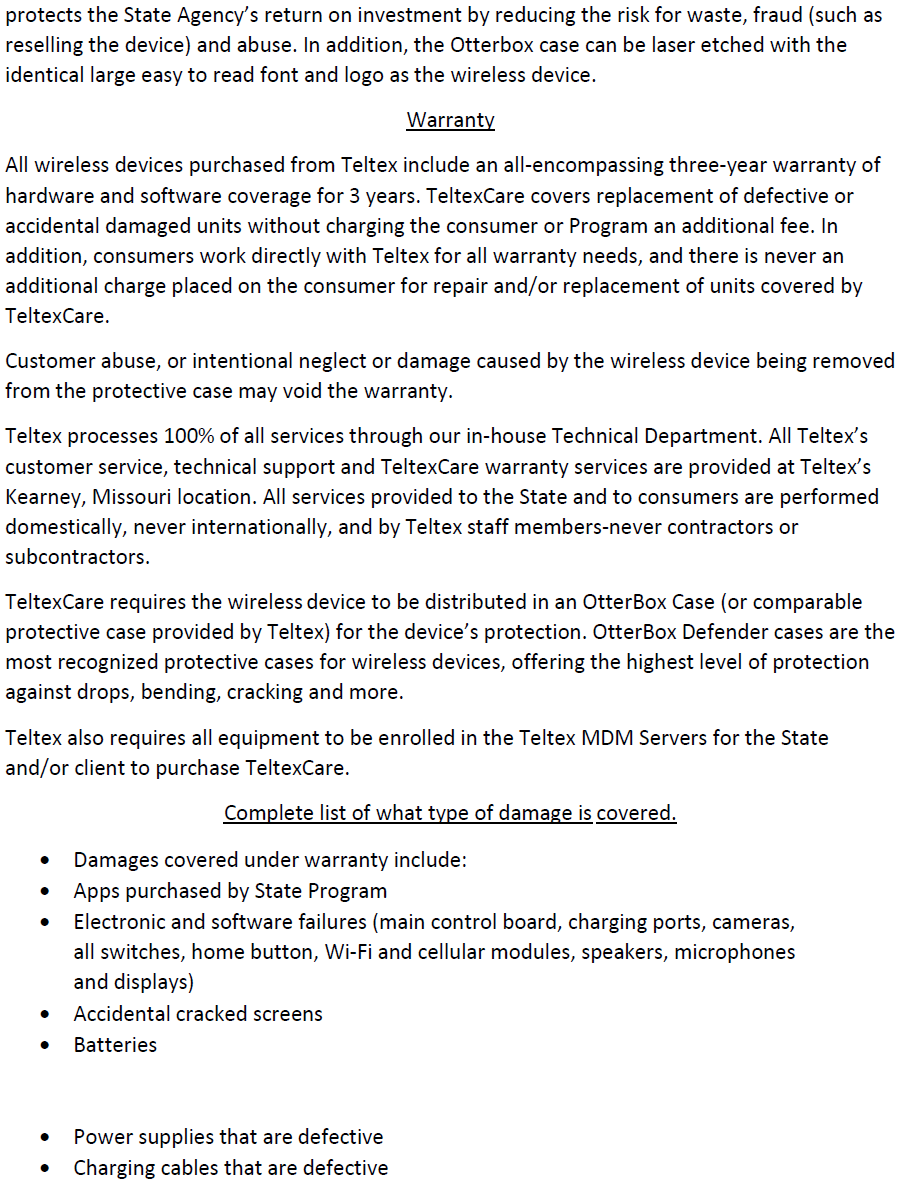 protects the State Agency’s return on investment by reducing the risk for waste, fraud (such as
reselling the device) and abuse. In addition, the Otterbox case can be laser etched with the
identical large easy to read font and logo as the wireless device.
Warranty
All wireless devices purchased from Teltex include an all-encompassing three-year warranty of
hardware and software coverage for 3 years. TeltexCare covers replacement of defective or
accidental damaged units without charging the consumer or Program an additional fee. In
addition, consumers work directly with Teltex for all warranty needs, and there is never an
additional charge placed on the consumer for repair and/or replacement of units covered by
TeltexCare.
Customer abuse, or intentional neglect or damage caused by the wireless device being removed
from the protective case may void the warranty.
Teltex processes 100% of all services through our in-house Technical Department. All Teltex’s
customer service, technical support and TeltexCare warranty services are provided at Teltex’s
Kearney, Missouri location. All services provided to the State and to consumers are performed
domestically, never internationally, and by Teltex staff members-never contractors or
subcontractors.
TeltexCare requires the wireless device to be distributed in an OtterBox Case (or comparable
protective case provided by Teltex) for the device’s protection. OtterBox Defender cases are the
most recognized protective cases for wireless devices, offering the highest level of protection
against drops, bending, cracking and more.
Teltex also requires all equipment to be enrolled in the Teltex MDM Servers for the State
and/or client to purchase TeltexCare.
Complete list of what type of damage is covered.
• Damages covered under warranty include:
• Apps purchased by State Program
• Electronic and software failures (main control board, charging ports, cameras,
all switches, home button, Wi-Fi and cellular modules, speakers, microphones
and displays)
• Accidental cracked screens
• Batteries
• Power supplies that are defective
• Charging cables that are defective